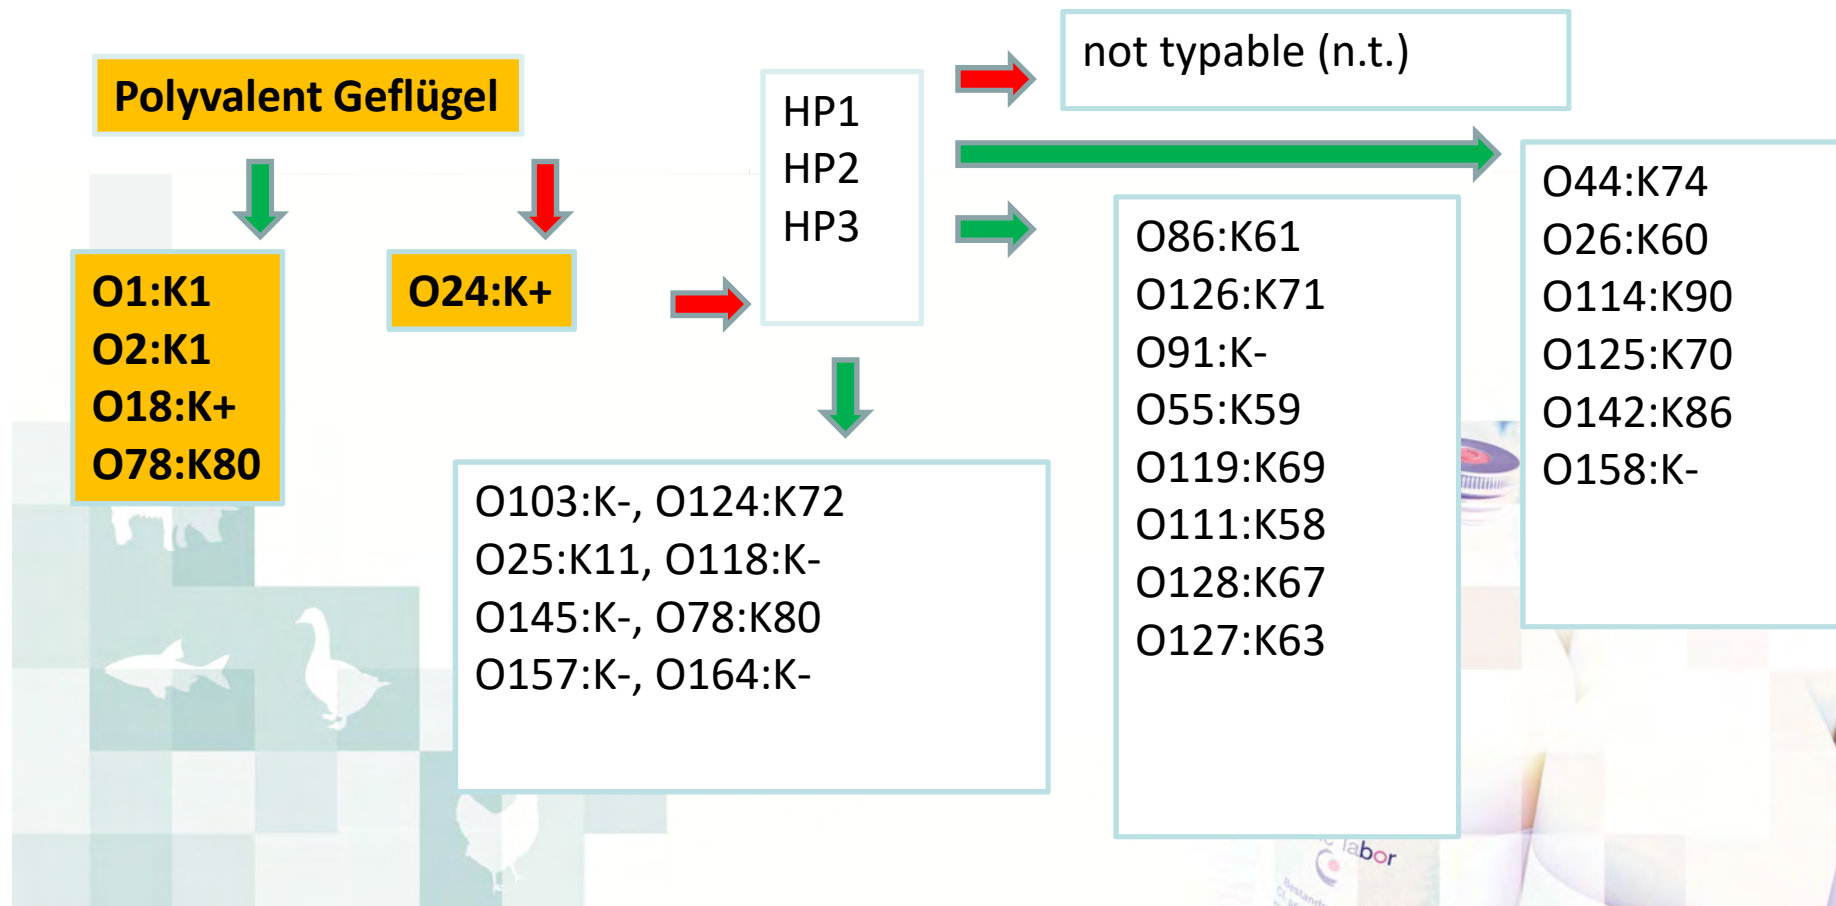 Polyvalent Geflügel
O1:K1
O2:K1
O18:K+
O78:K80
O24:K+
HP1
HP2
HP3
not typable (n.t.)
O103:K-, O124:K72
O25:K11, O118:K-
O145:K-, O78:K80
O157:K-, O164:K-
O86:K61
O126:K71
O91:K-
O55:K59
O119:K69
O111:K58
O128:K67
O127:K63
O44:K74
O26:K60
O114:K90
O125:K70
O142:K86
O158:K-
labor